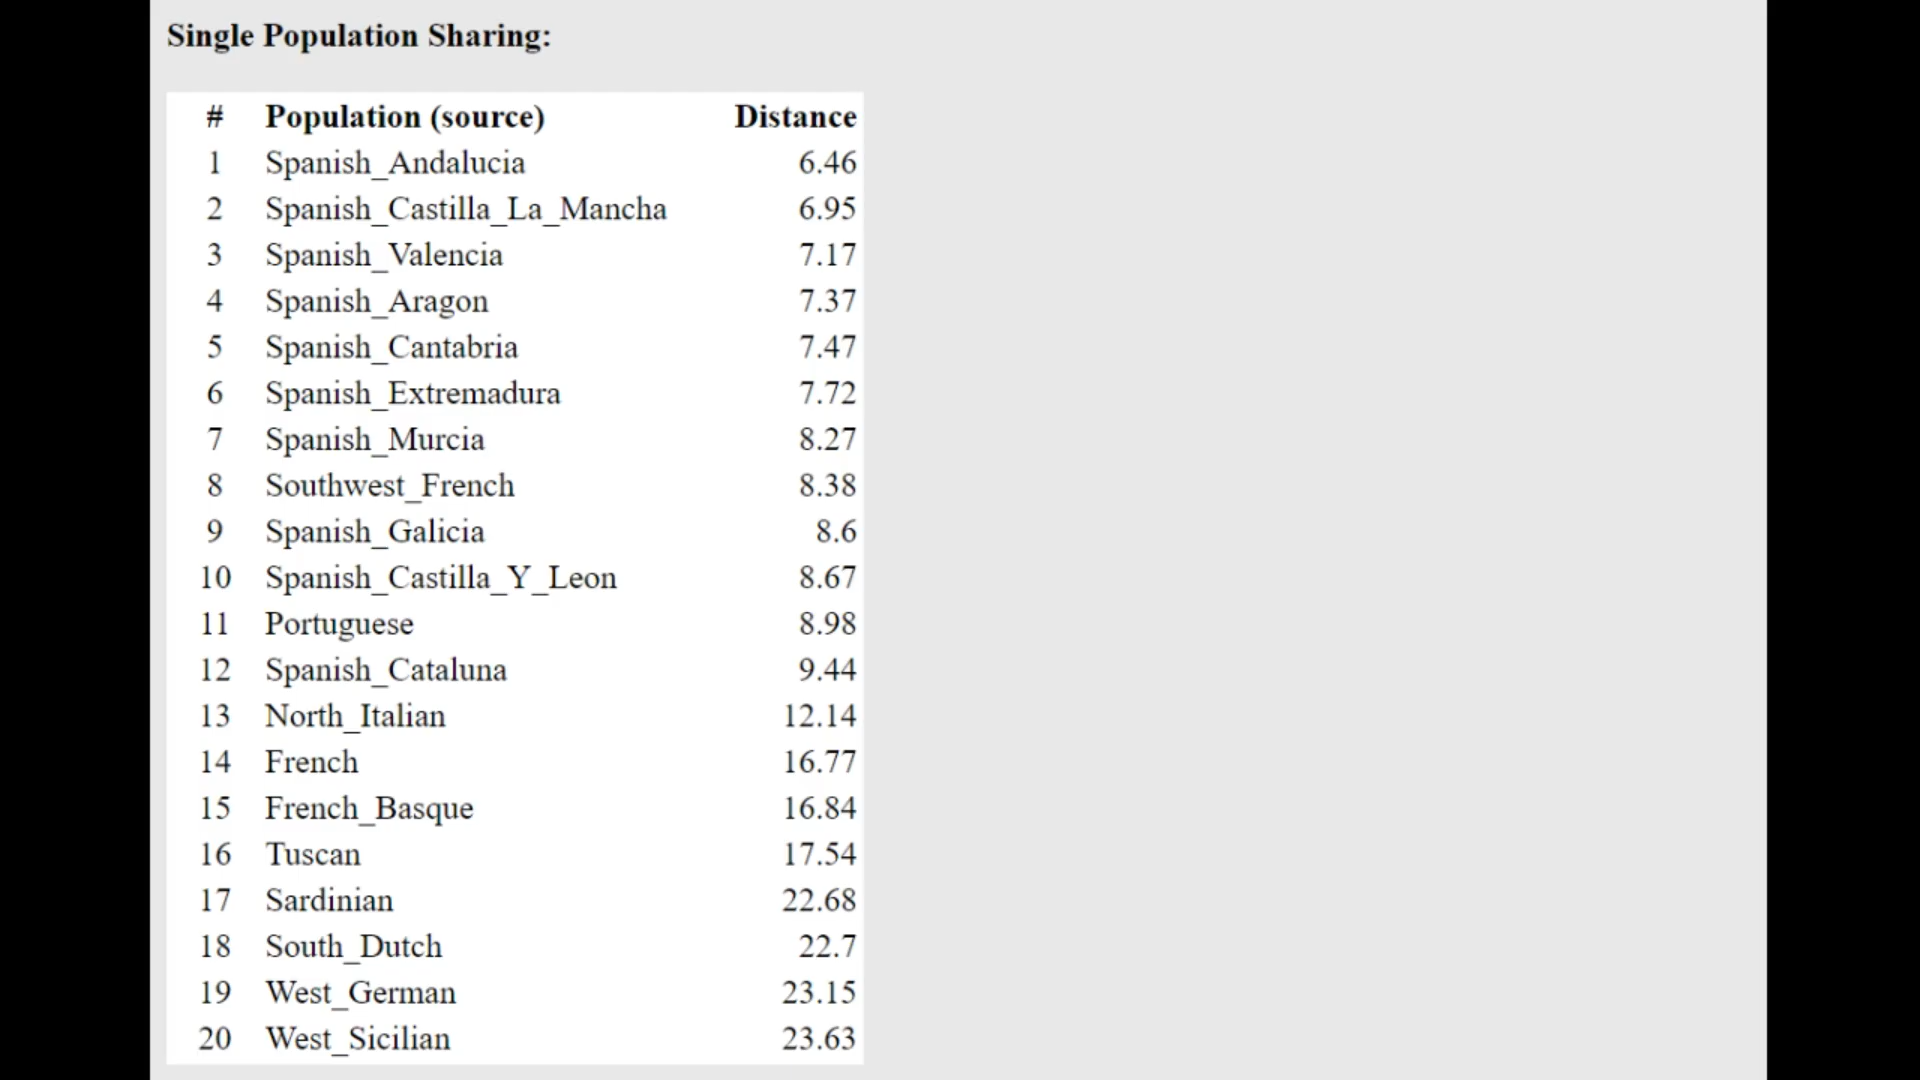 Single Population Sharing:
# Population (source) Distance
1 Spanish_Andalucia 6.46
2 Spanish_Castilla_La_Mancha 6.95
3 Spanish_Valencia 7.17
4 Spanish_Aragon 7.37
5 Spanish_Cantabria 7.47
6 Spanish_Extremadura 7.72
7 Spanish_Murcia 8.27
8 Southwest_French 8.38
9 Spanish_Galicia 8.6
10 Spanish_Castilla_Y_Leon 8.67
11 Portuguese 8.98
12 Spanish_Cataluna 9.44
13 North_Italian 12.14
14 French 16.77
15 French_Basque 16.84
16 Tuscan 17.54
17 Sardinian 22.68
18 South_Dutch 22.7
19 West_German 23.15
20 West_Sicilian 23.63